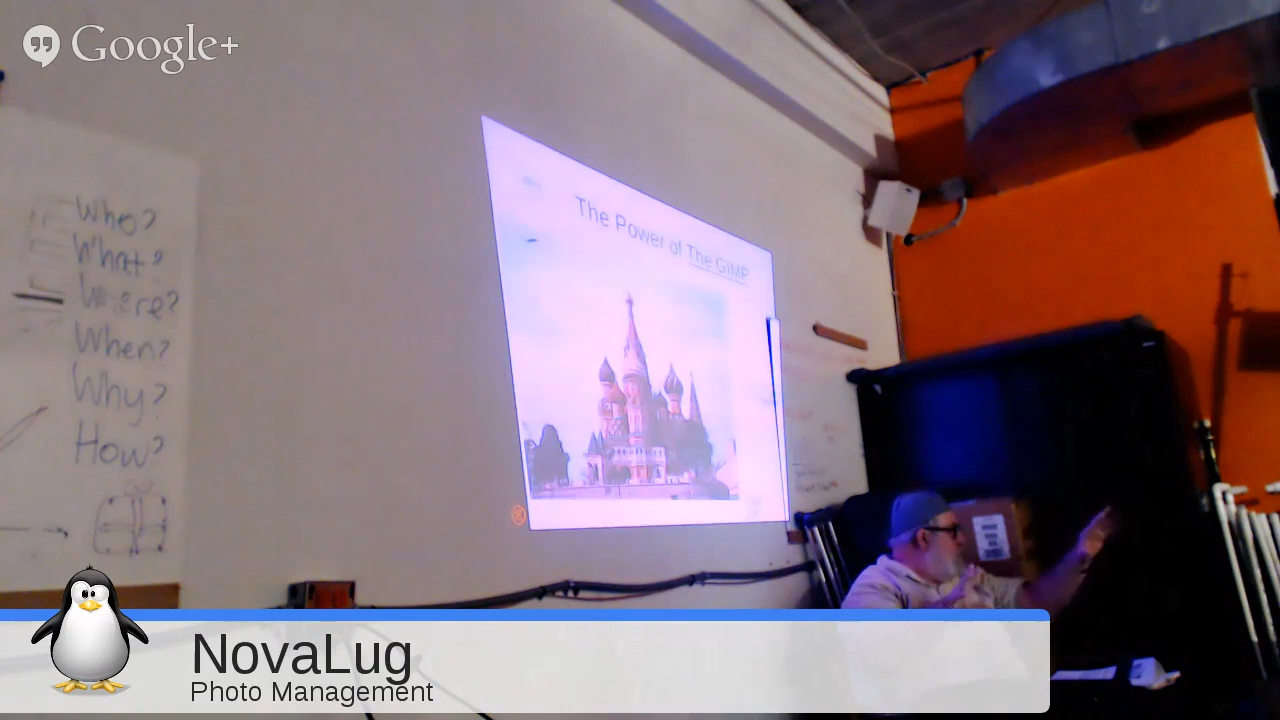 Google+
Who?
What?
Where?
When?
Why?
How?
The Power of The GIMP
NovaLug
Photo Management